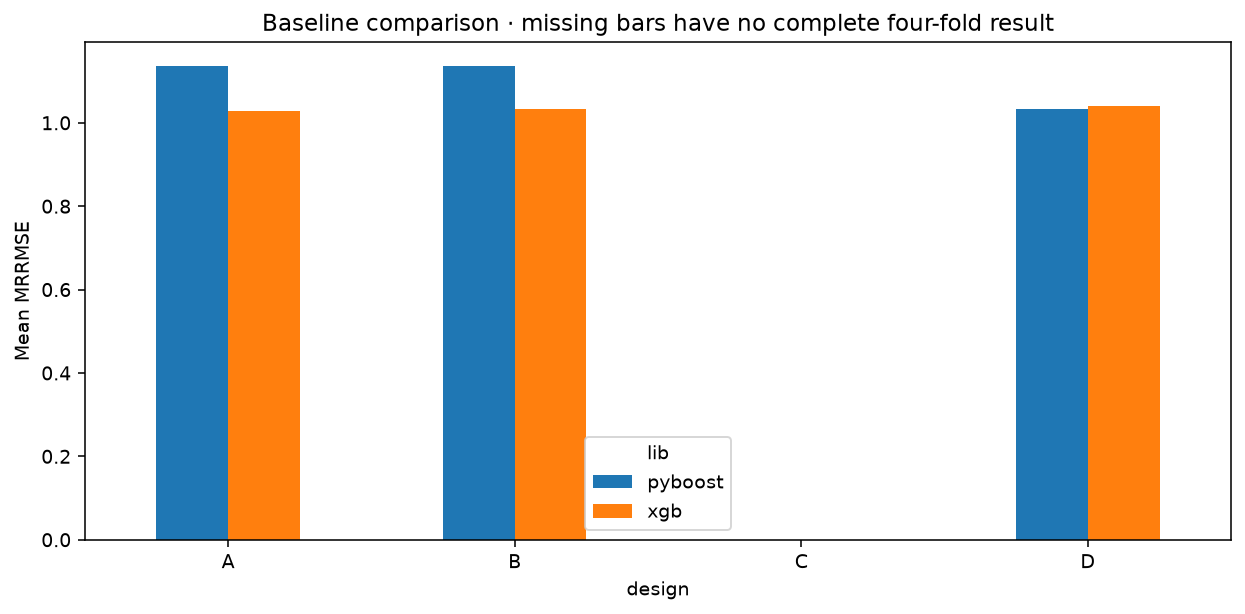 Baseline comparison · missing bars have no complete four-fold result
Mean MRRMSE
1.0
0.8
0.6
0.4
0.2
0.0
lib
pyboost
xgb
A B C D
design